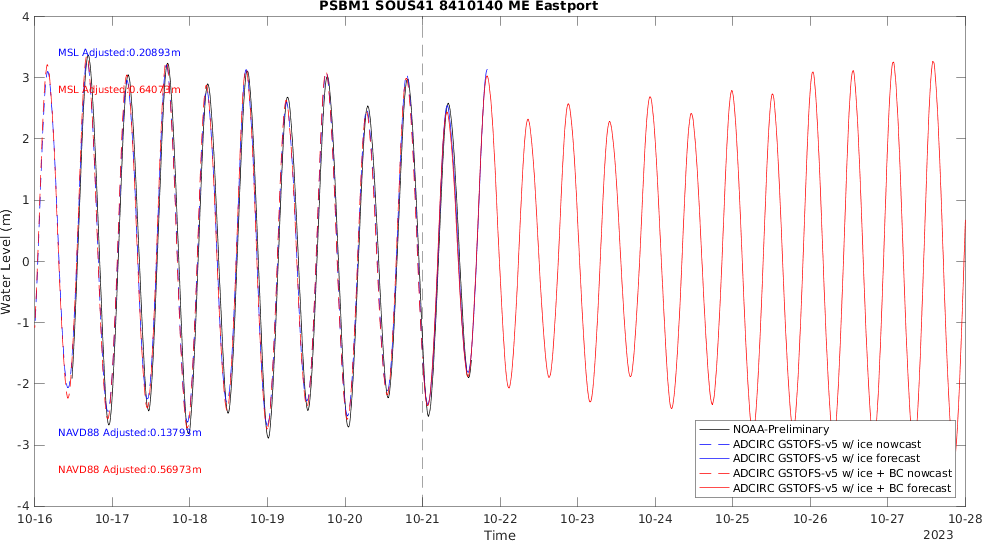 PSBM1 SOUS41 8410140 ME Eastport
4
3
2
1
0
-1
-2
-3
-4
Water Level (m)
MSL Adjusted:0.20893m
MSL Adjusted:0.64073m
NAVD88 Adjusted:0.13793m
NAVD88 Adjusted:0.56973m
NOAA-Preliminary
ADCIRC GSTOFS-v5 w/ ice nowcast
ADCIRC GSTOFS-v5 w/ ice forecast
ADCIRC GSTOFS-v5 w/ ice + BC nowcast
ADCIRC GSTOFS-v5 w/ ice + BC forecast
10-16 10-17 10-18 10-19 10-20 10-21 10-22 10-23 10-24 10-25 10-26 10-27 10-28
Time
2023